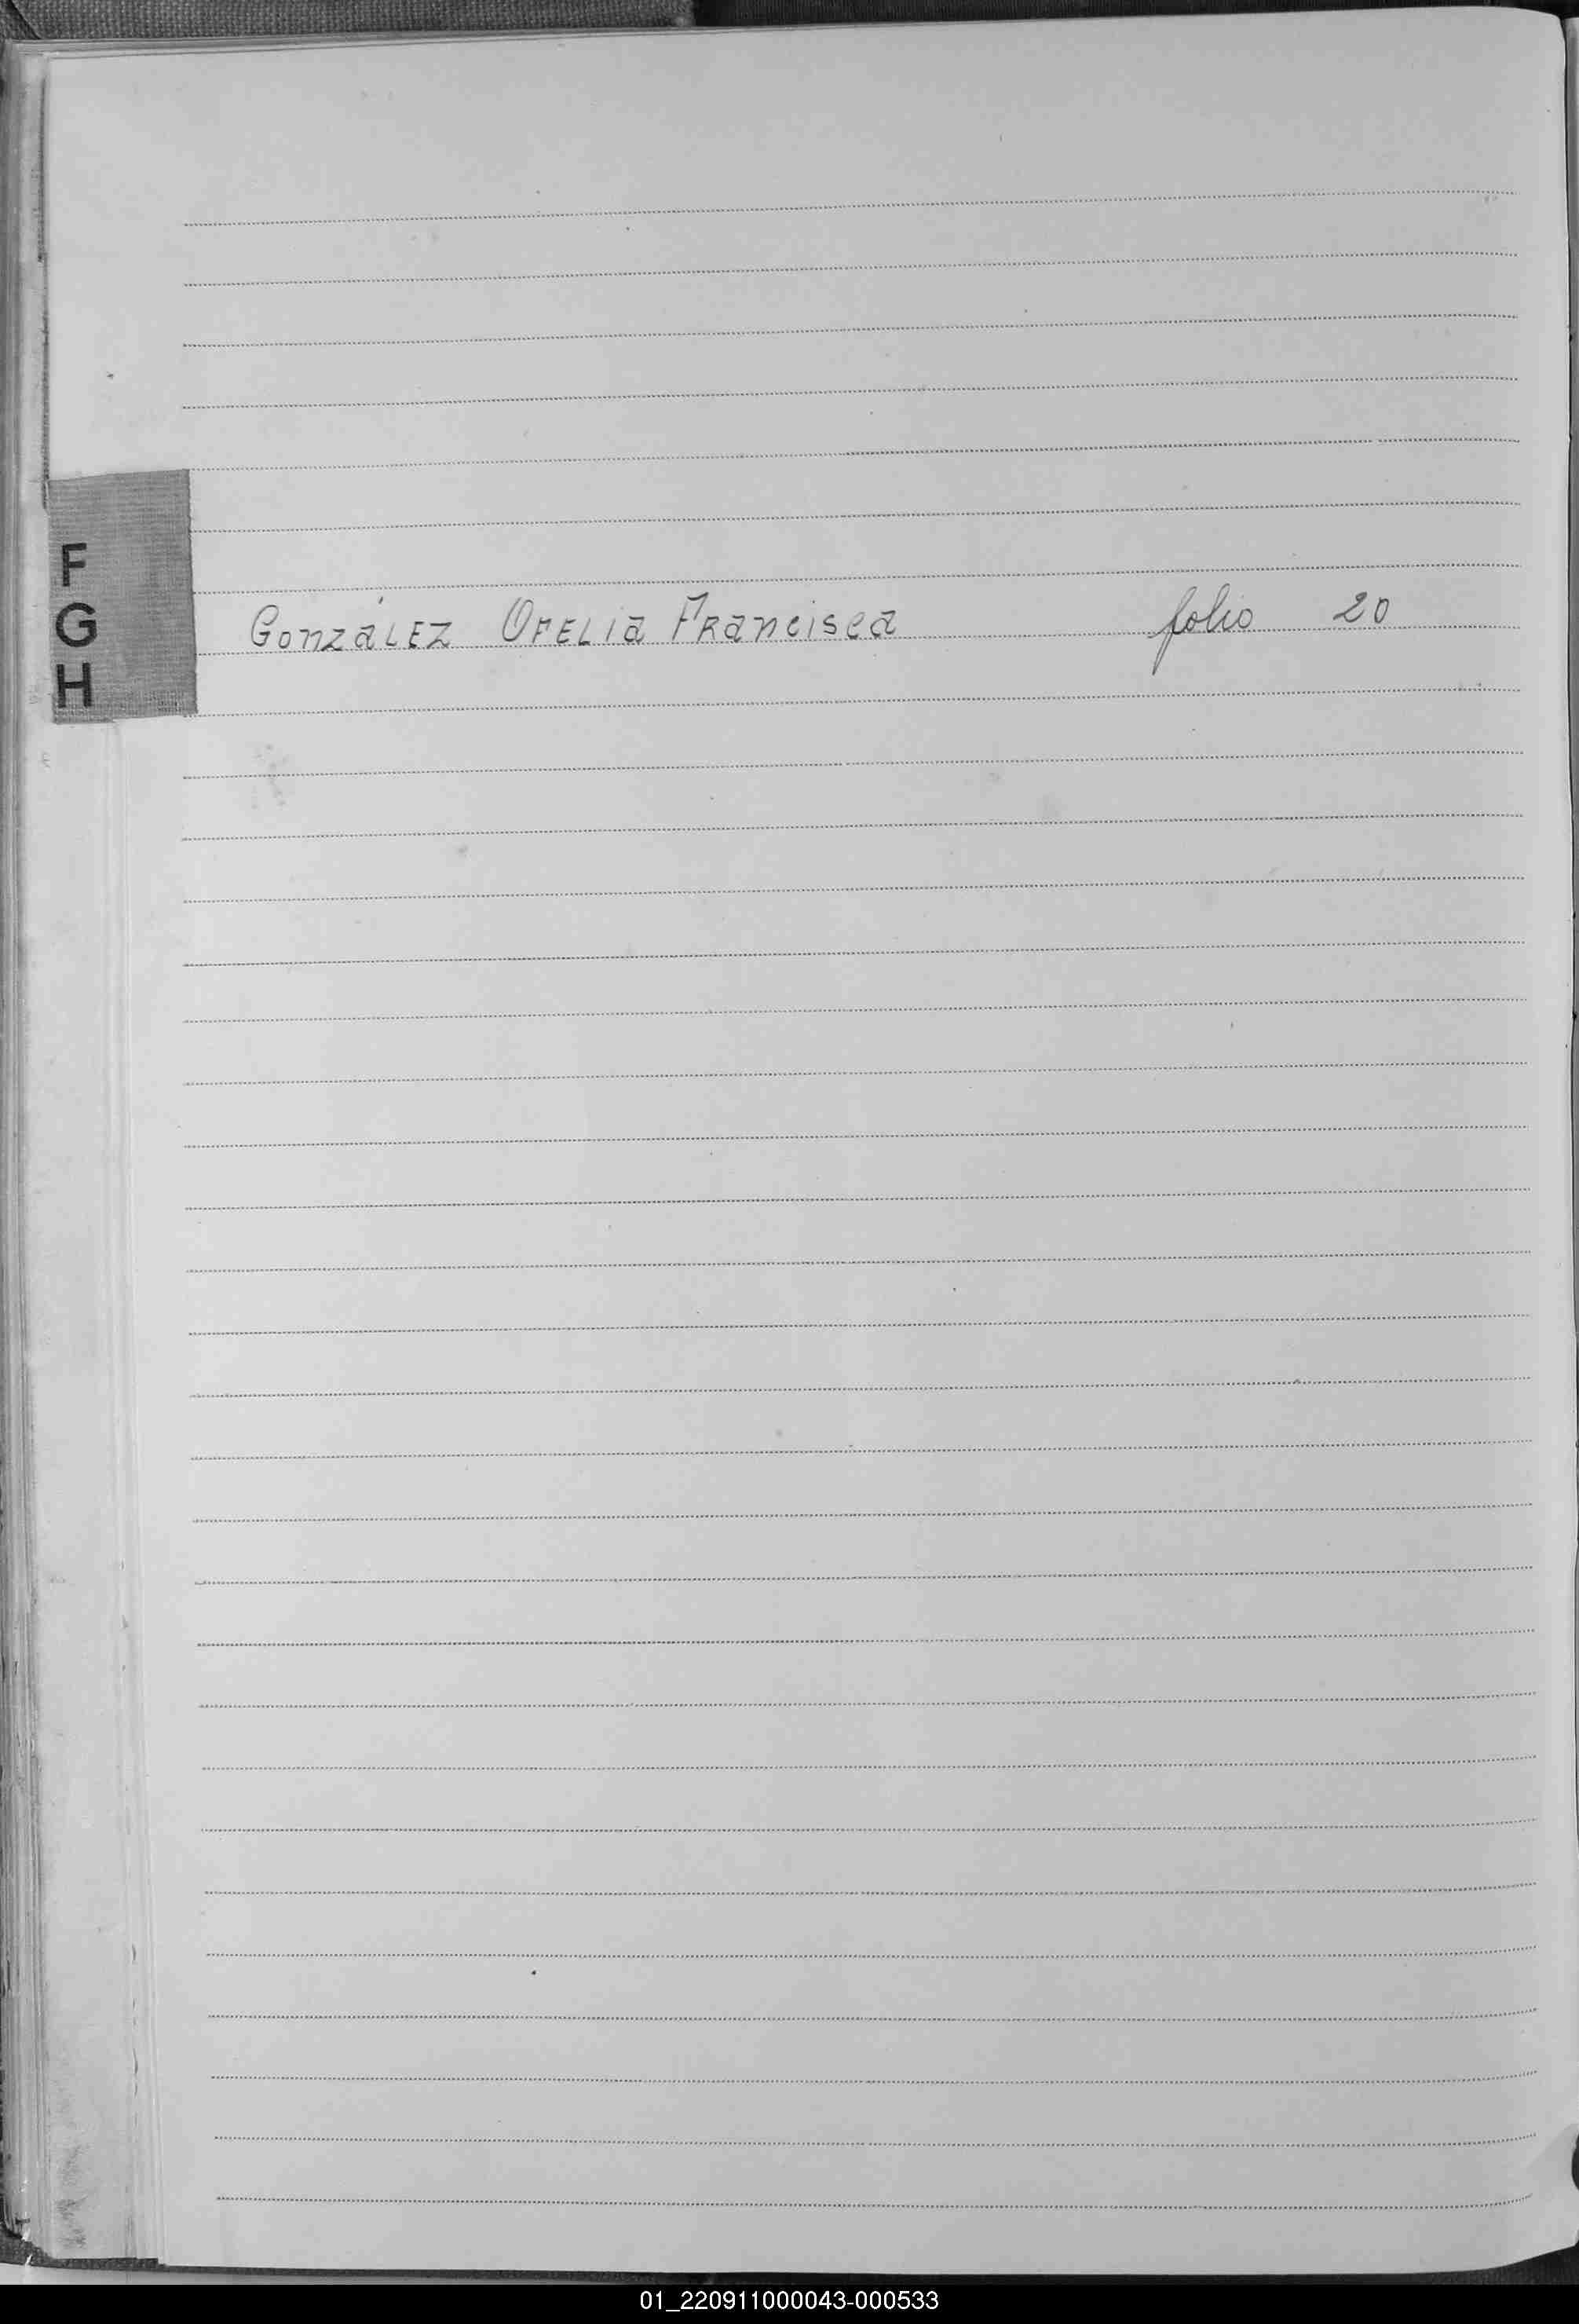 F
G
H
González Ofelia Francisca folio 20
01_220911000043-000533